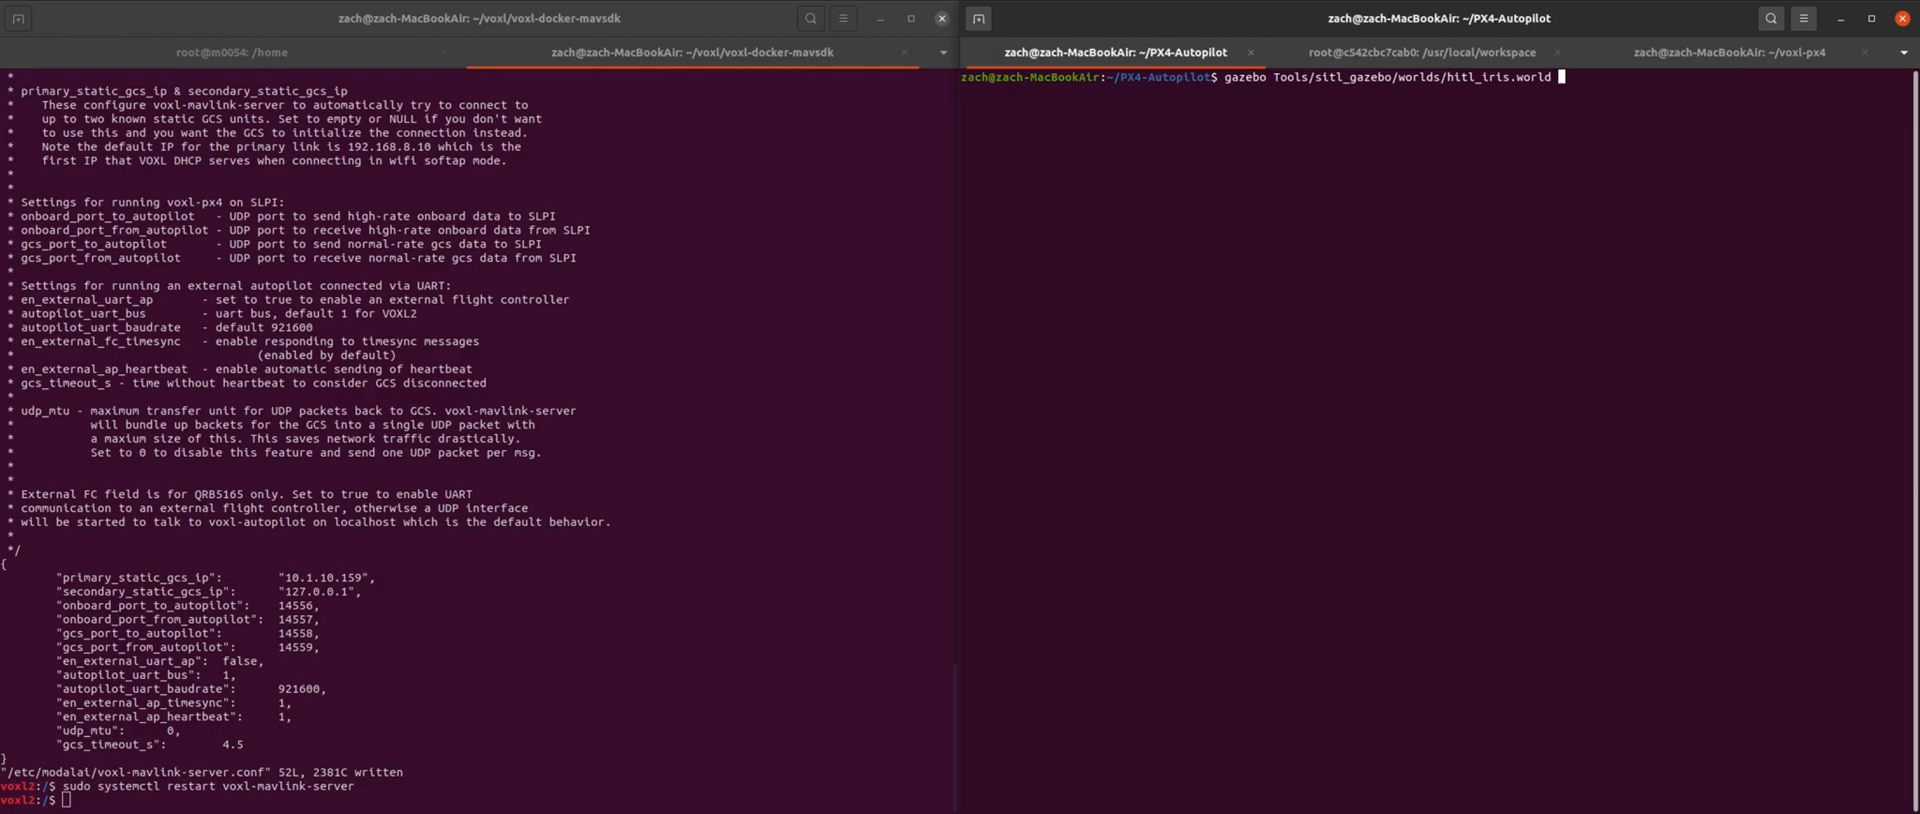 zach@zach-MacBookAir: ~/voxl/voxl-docker-mavsdk
root@m0054: /home
zach@zach-MacBookAir: ~/voxl/voxl-docker-mavsdk
*
* primary_static_gcs_ip & secondary_static_gcs_ip
*    These configure voxl-mavlink-server to automatically try to connect to
*    up to two known static GCS units. Set to empty or NULL if you don't want
*    to use this and you want the GCS to initialize the connection instead.
*    Note the default IP for the primary link is 192.168.8.10 which is the
*    first IP that VOXL DHCP serves when connecting in wifi softap mode.
*
*
* Settings for running voxl-px4 on SLPI:
* onboard_port_to_autopilot   - UDP port to send high-rate onboard data to SLPI
* onboard_port_from_autopilot - UDP port to receive high-rate onboard data from SLPI
* gcs_port_to_autopilot       - UDP port to send normal-rate gcs data to SLPI
* gcs_port_from_autopilot     - UDP port to receive normal-rate gcs data from SLPI
*
* Settings for running an external autopilot connected via UART:
* en_external_uart_ap       - set to true to enable an external flight controller
* autopilot_uart_bus        - uart bus, default 1 for VOXL2
* autopilot_uart_baudrate   - default 921600
* en_external_fc_timesync   - enable responding to timesync messages
*                                 (enabled by default)
* en_external_ap_heartbeat  - enable automatic sending of heartbeat
* gcs_timeout_s - time without heartbeat to consider GCS disconnected
*
* udp_mtu - maximum transfer unit for UDP packets back to GCS. voxl-mavlink-server
*           will bundle up backets for the GCS into a single UDP packet with
*           a maxium size of this. This saves network traffic drastically.
*           Set to 0 to disable this feature and send one UDP packet per msg.
*
*
* External FC field is for QRB5165 only. Set to true to enable UART
* communication to an external flight controller, otherwise a UDP interface
* will be started to talk to voxl-autopilot on localhost which is the default behavior.
*
*/
{
"primary_static_gcs_ip":        "10.1.10.159",
"secondary_static_gcs_ip":      "127.0.0.1",
"onboard_port_to_autopilot":    14556,
"onboard_port_from_autopilot":  14557,
"gcs_port_to_autopilot":        14558,
"gcs_port_from_autopilot":      14559,
"en_external_uart_ap":  false,
"autopilot_uart_bus":   1,
"autopilot_uart_baudrate":      921600,
"en_external_ap_timesync":      1,
"en_external_ap_heartbeat":     1,
"udp_mtu":      0,
"gcs_timeout_s":        4.5
}
"/etc/modalai/voxl-mavlink-server.conf" 52L, 2381C written
voxl2:/$ sudo systemctl restart voxl-mavlink-server
voxl2:/$
zach@zach-MacBookAir: ~/PX4-Autopilot
zach@zach-MacBookAir: ~/PX4-Autopilot
root@c542cbc7cab0: /usr/local/workspace
zach@zach-MacBookAir: ~/voxl-px4
zach@zach-MacBookAir:~/PX4-Autopilot$ gazebo Tools/sitl_gazebo/worlds/hitl_iris.world